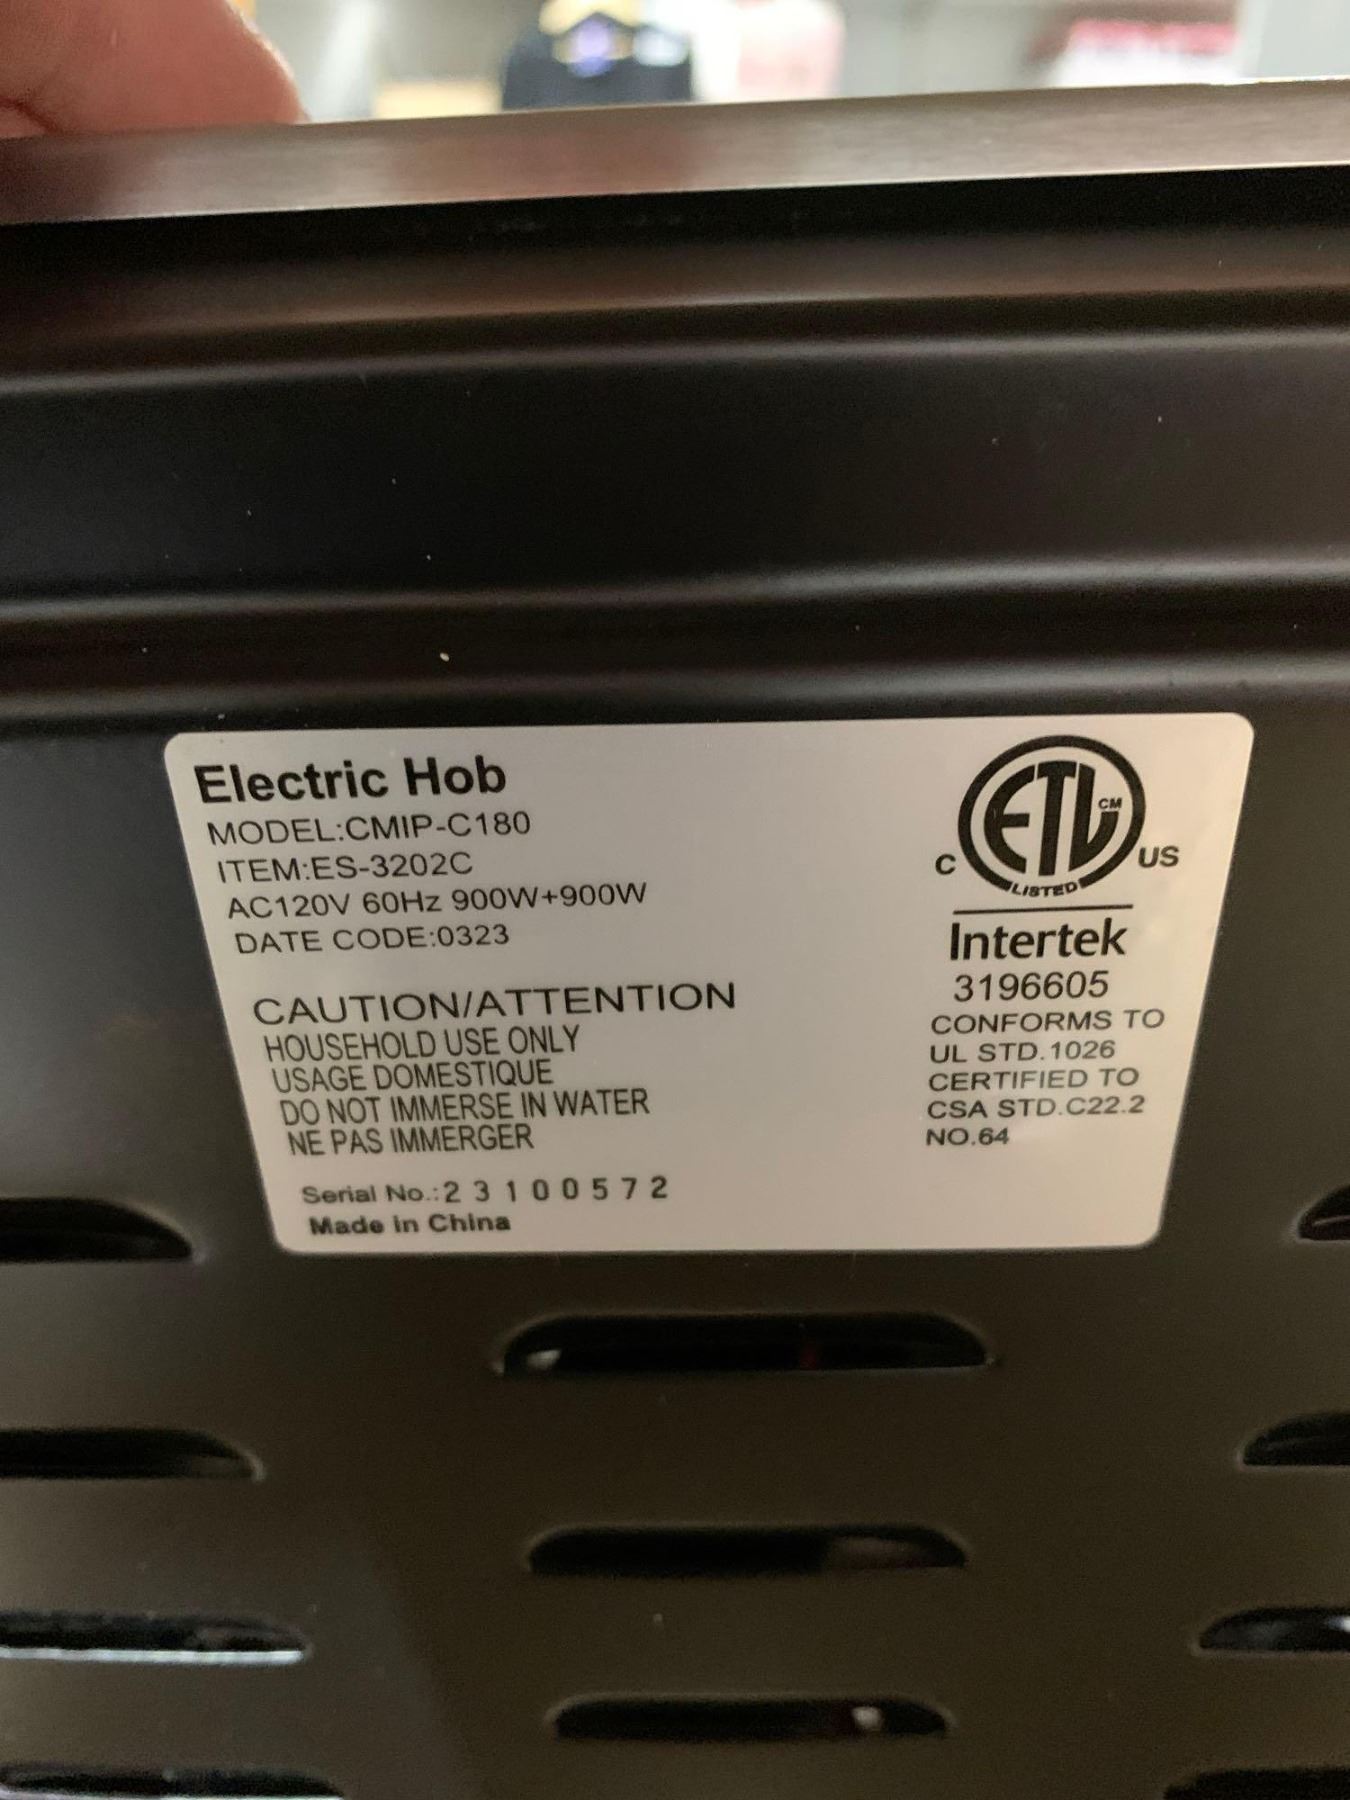 Electric Hob
MODEL:CMIP-C180
ITEM:ES-3202C
AC120V 60Hz 900W+900W
DATE CODE:0323
CAUTION/ATTENTION
HOUSEHOLD USE ONLY
USAGE DOMESTIQUE
DO NOT IMMERSE IN WATER
NE PAS IMMERGER
Serial No.:23100572
Made in China
ETL CM
C US
LISTED
Intertek
3196605
CONFORMS TO
UL STD.1026
CERTIFIED TO
CSA STD.C22.2
NO.64